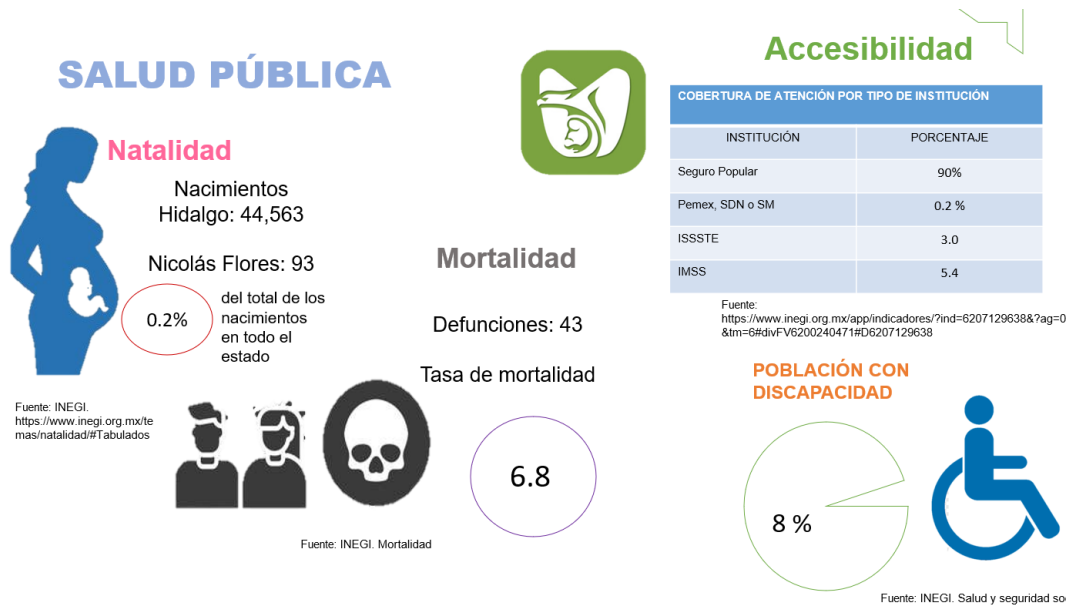 SALUD PÚBLICA
Natalidad
Nacimientos
Hidalgo: 44,563
Nicolás Flores: 93
0.2%
del total de los
nacimientos
en todo el
estado
Fuente: INEGI.
https://www.inegi.org.mx/te
mas/natalidad/#Tabulados
Mortalidad
Defunciones: 43
Tasa de mortalidad
6.8
Fuente: INEGI. Mortalidad
Accesibilidad
COBERTURA DE ATENCIÓN POR TIPO DE INSTITUCIÓN
INSTITUCIÓN PORCENTAJE
Seguro Popular 90%
Pemex, SDN o SM 0.2 %
ISSSTE 3.0
IMSS 5.4
Fuente:
https://www.inegi.org.mx/app/indicadores/?ind=6207129638&?ag=0
&tm=6#divFV6200240471#D6207129638
POBLACIÓN CON
DISCAPACIDAD
8 %
Fuente: INEGI. Salud y seguridad so